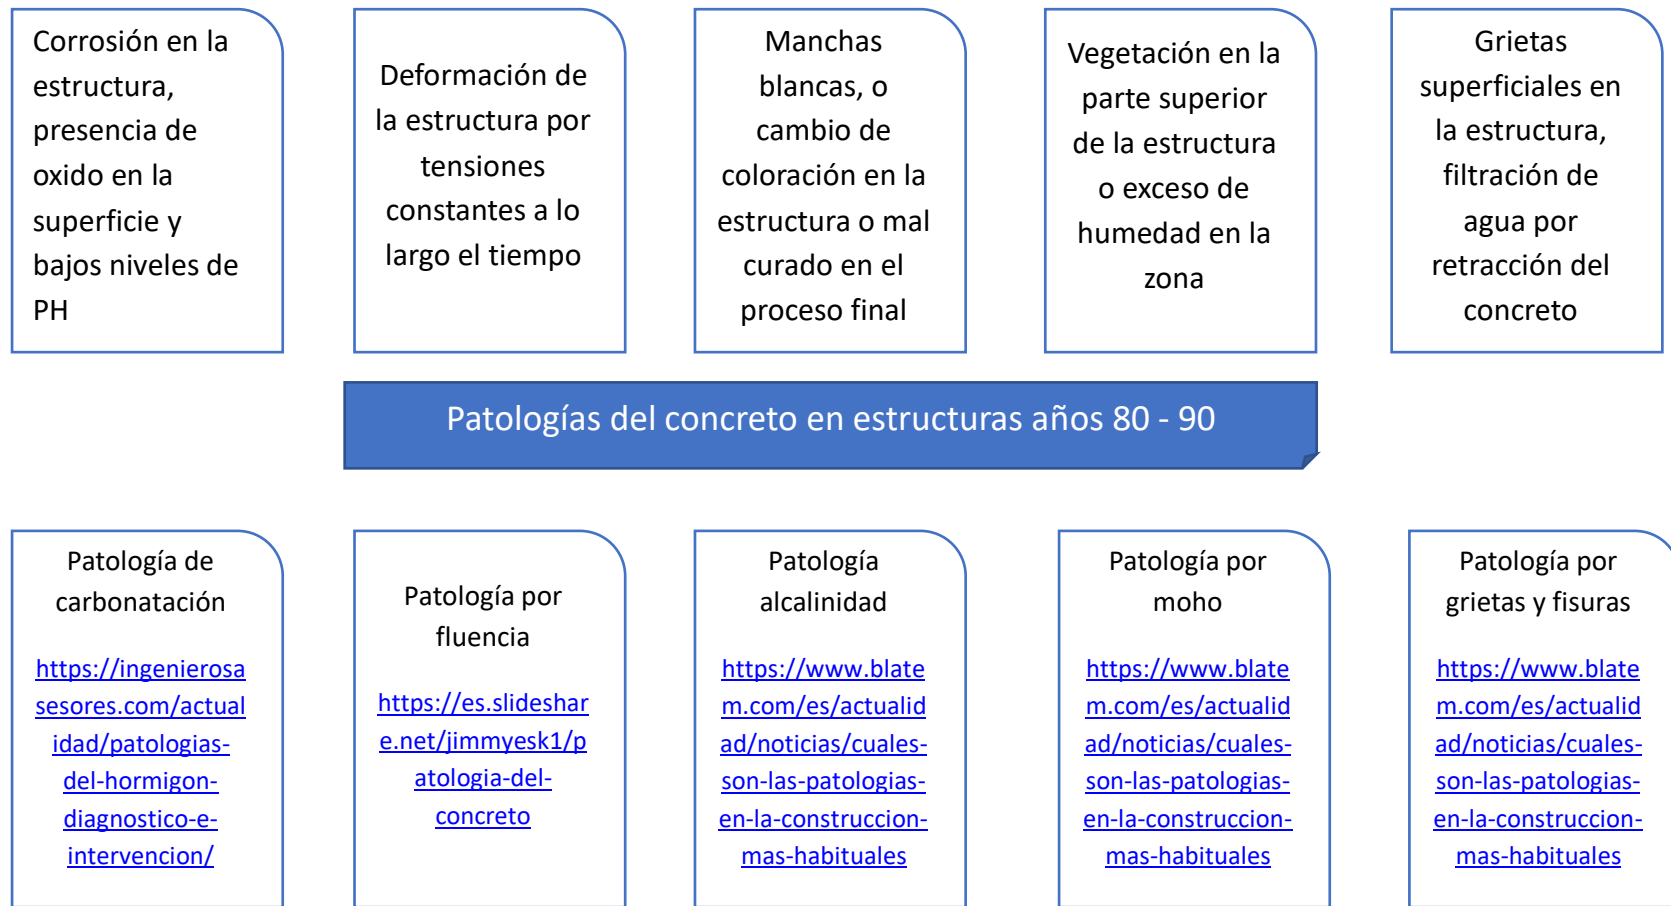 Corrosión en la
estructura,
presencia de
oxido en la
superficie y
bajos niveles de
PH
Deformación de
la estructura por
tensiones
constantes a lo
largo el tiempo
Manchas
blancas, o
cambio de
coloración en la
estructura o mal
curado en el
proceso final
Vegetación en la
parte superior
de la estructura
o exceso de
humedad en la
zona
Grietas
superficiales en
la estructura,
filtración de
agua por
retracción del
concreto
Patologías del concreto en estructuras años 80 - 90
Patología de
carbonatación
https://ingenierosa
sesores.com/actual
idad/patologias-
del-hormigon-
diagnostico-e-
intervencion/
Patología por
fluencia
https://es.slideshar
e.net/jimmyesk1/p
atologia-del-
concreto
Patología
alcalinidad
https://www.blate
m.com/es/actualid
ad/noticias/cuales-
son-las-patologias-
en-la-construccion-
mas-habituales
Patología por
moho
https://www.blate
m.com/es/actualid
ad/noticias/cuales-
son-las-patologias-
en-la-construccion-
mas-habituales
Patología por
grietas y fisuras
https://www.blate
m.com/es/actualid
ad/noticias/cuales-
son-las-patologias-
en-la-construccion-
mas-habituales